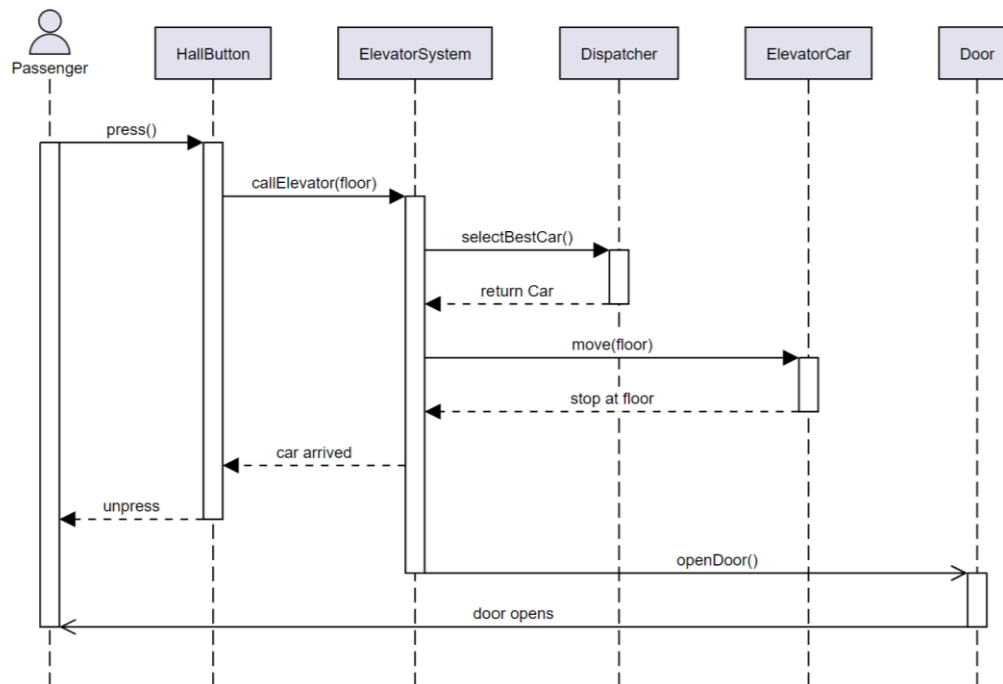 Passenger
HallButton
ElevatorSystem
Dispatcher
ElevatorCar
Door
press()
callElevator(floor)
selectBestCar()
return Car
move(floor)
stop at floor
car arrived
unpress
openDoor()
door opens